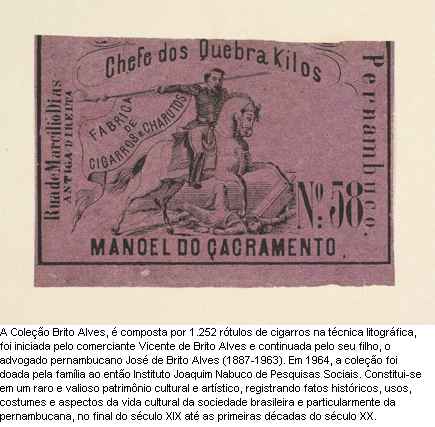 Chefe dos Quebra Kilos
Rua de Marcilio Dias
ANTIGA DIREITA
FABRICA
DE
CIGARROS & CHARUTOS
Pernambuco.
Nº 58
MANOEL DO ÇACRAMENTO
A Coleção Brito Alves, é composta por 1.252 rótulos de cigarros na técnica litográfica,
foi iniciada pelo comerciante Vicente de Brito Alves e continuada pelo seu filho, o
advogado pernambucano José de Brito Alves (1887-1963). Em 1964, a coleção foi
doada pela família ao então Instituto Joaquim Nabuco de Pesquisas Sociais. Constitui-se
em um raro e valioso patrimônio cultural e artístico, registrando fatos históricos, usos,
costumes e aspectos da vida cultural da sociedade brasileira e particularmente da
pernambucana, no final do século XIX até as primeiras décadas do século XX.